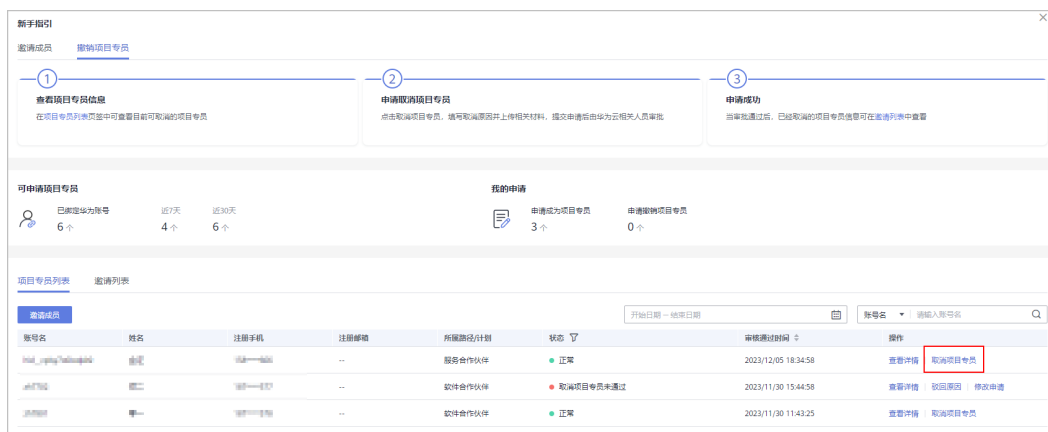 新手指引
邀请成员 撤销项目专员
1 2 3
查看项目专员信息 申请取消项目专员 申请成功
在项目专员列表页签中可查看目前可取消的项目专员 点击取消项目专员，填写取消原因并上传相关材料，提交申请后由华为云相关人员审批 当审批通过后，已经取消的项目专员信息可在邀请列表中查看
可申请项目专员 我的申请
已绑定华为账号 近7天 近30天 申请成为项目专员 申请撤销项目专员
6个 4个 6个 3个 0个
项目专员列表 邀请列表
邀请成员 开始日期 – 结束日期 账号名 请输入账号名
账号名 姓名 注册手机 注册邮箱 所属路径/计划 状态 审核通过时间 操作
-- 服务合作伙伴 正常 2023/12/05 18:34:58 查看详情 取消项目专员
-- 软件合作伙伴 取消项目专员未通过 2023/11/30 15:44:58 查看详情 驳回原因 修改申请
-- 软件合作伙伴 正常 2023/11/30 11:43:25 查看详情 取消项目专员